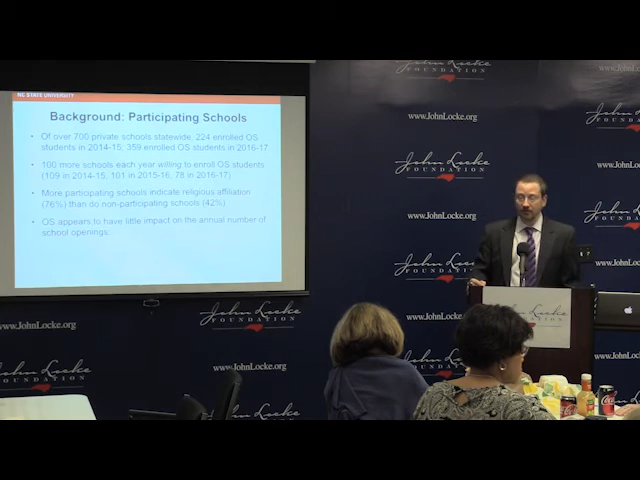 NC STATE UNIVERSITY
Background: Participating Schools
• Of over 700 private schools statewide, 224 enrolled OS
students in 2014-15; 359 enrolled OS students in 2016-17
• 100 more schools each year willing to enroll OS students
(109 in 2014-15, 101 in 2015-16, 78 in 2016-17)
• More participating schools indicate religious affiliation
(76%) than do non-participating schools (42%)
• OS appears to have little impact on the annual number of
school openings
FOUNDATION
www.JohnLocke.org
John Locke
FOUNDATION
www.JohnLocke.org
John Locke
FOUNDATION
www.JohnLocke.org
John Locke
FOUNDATION
John Locke
FOUNDATION
www.JohnLocke.org
John Locke
FOUNDATION
www.JohnLocke.org
John Locke
FOUNDATION
www.JohnLocke.org
John Locke
FOUNDATION
John Locke